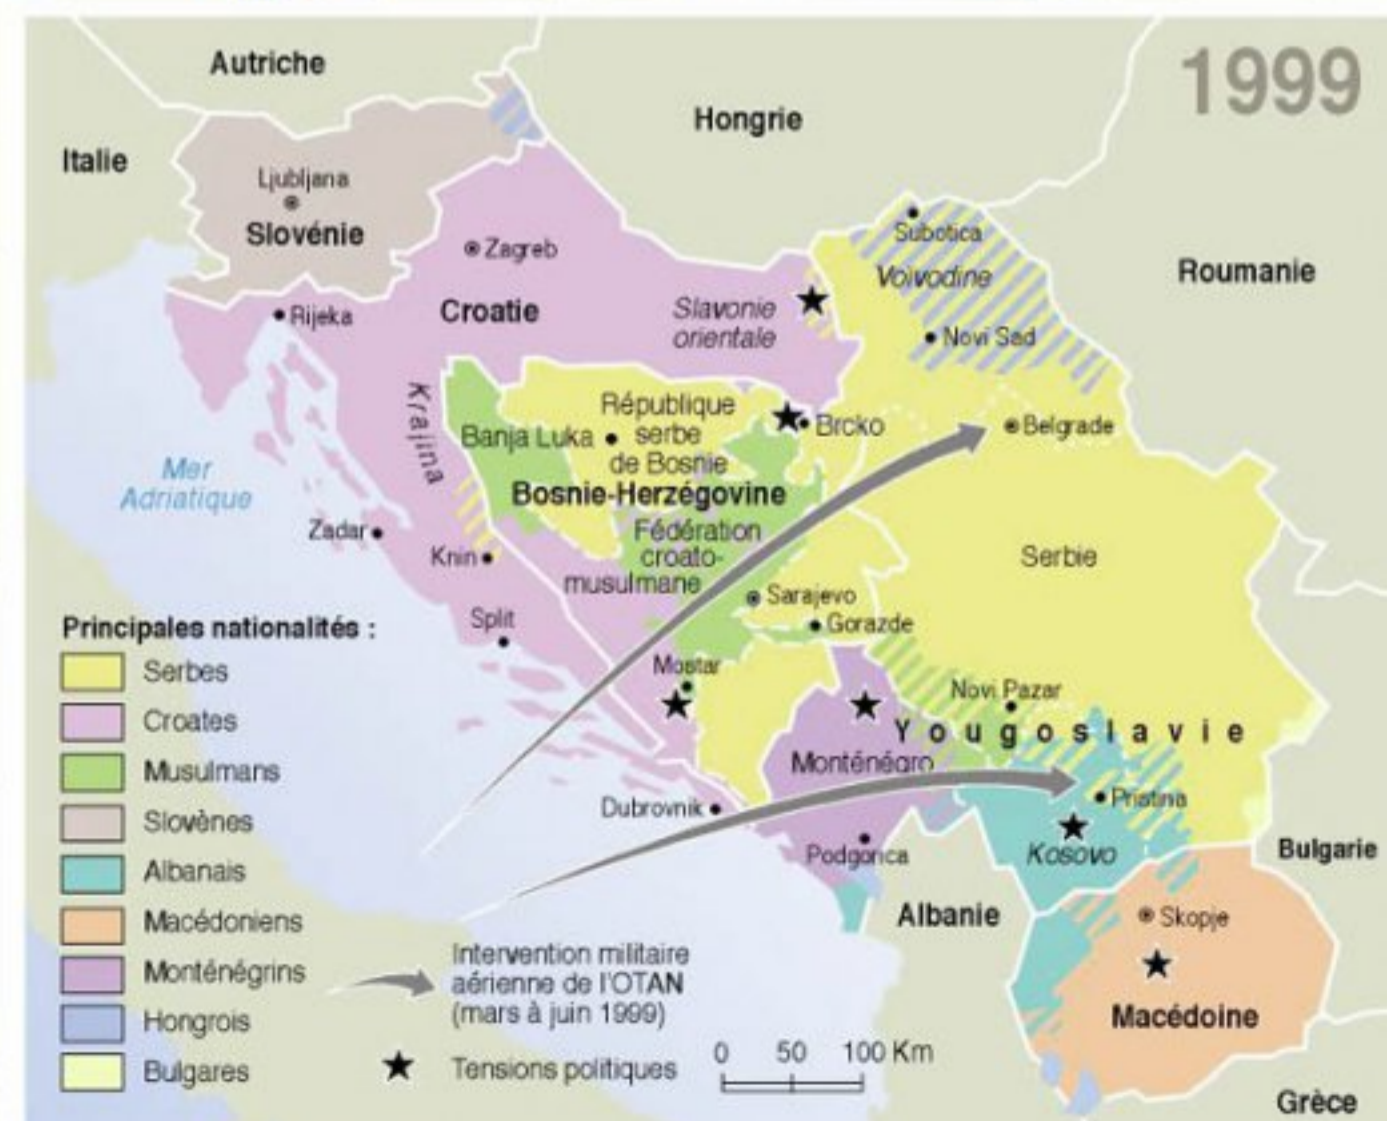 1999
Autriche
Hongrie
Italie
Ljubljana
Slovénie
Zagreb
Subotica
Voïvodine
Roumanie
Croatie
Slavonie
orientale
Rijeka
Novi Sad
Krajina
République
serbe
de Bosnie
Banja Luka
Brcko
Belgrade
Mer
Adriatique
Bosnie-Herzégovine
Fédération
croato-
musulmane
Zadar
Knin
Serbie
Sarajevo
Gorazde
Split
Mostar
Novi Pazar
Yougoslavie
Monténégro
Dubrovnik
Pristina
Podgorica
Kosovo
Bulgarie
Albanie
Skopje
Macédoine
Grèce
Principales nationalités :
Serbes
Croates
Musulmans
Slovènes
Albanais
Macédoniens
Monténégrins
Hongrois
Bulgares
Intervention militaire
aérienne de l'OTAN
(mars à juin 1999)
Tensions politiques
0 50 100 Km